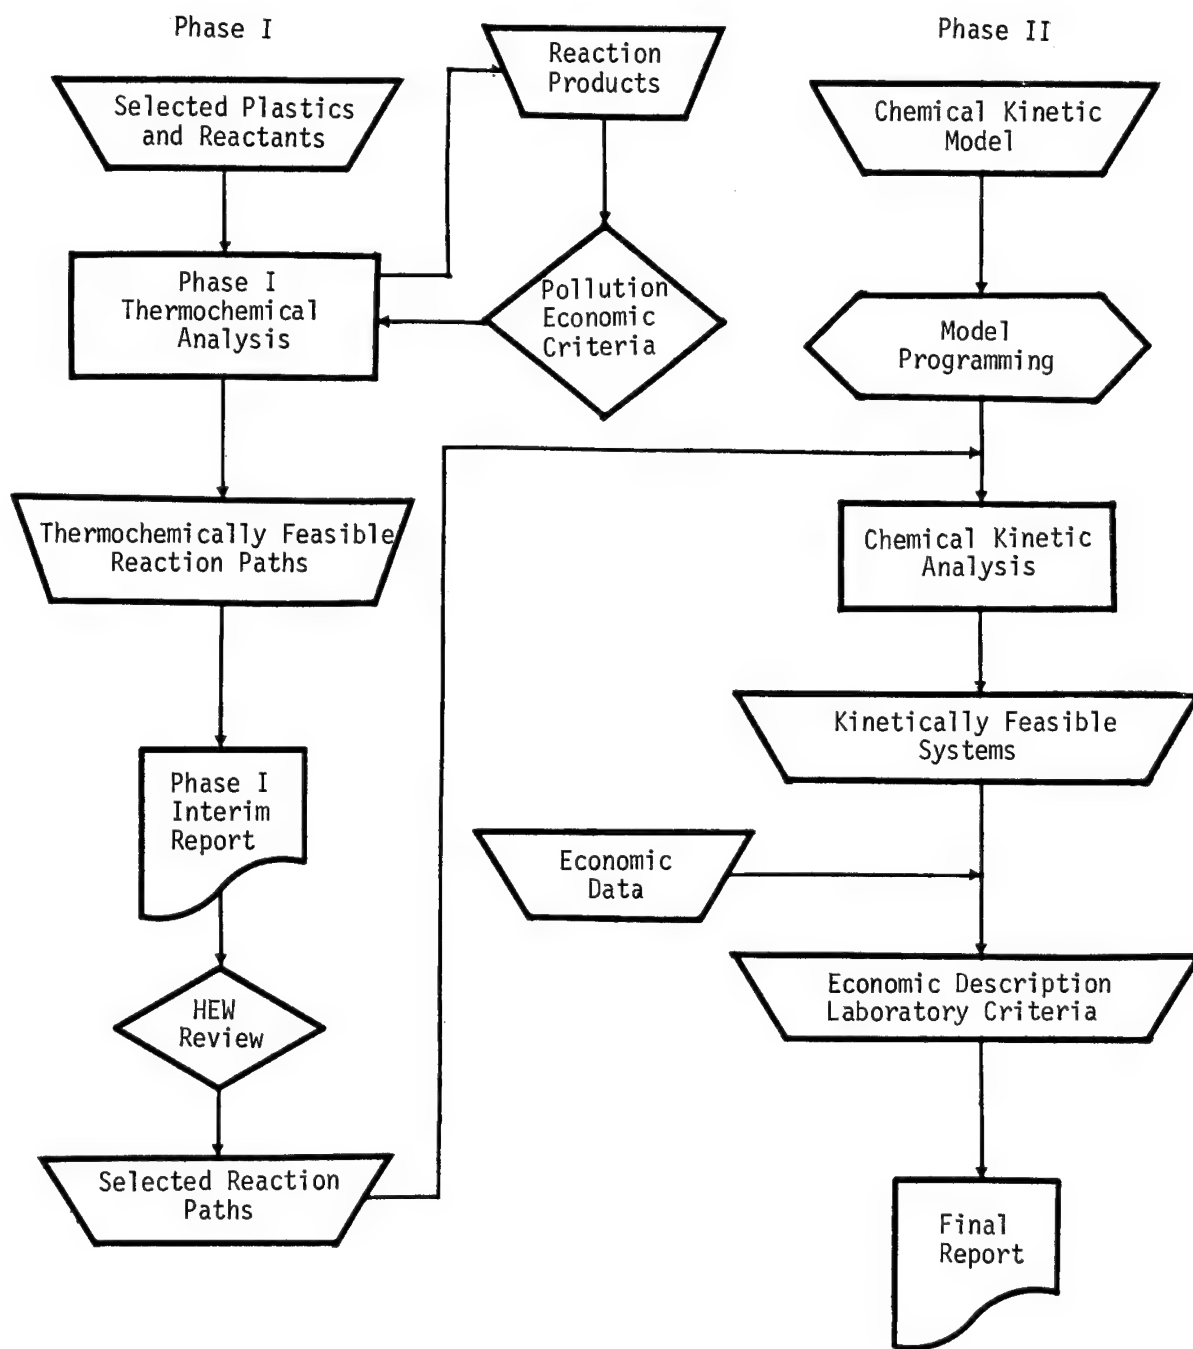 Phase I
Selected Plastics
and Reactants
Phase I
Thermochemical
Analysis
Reaction
Products
Pollution
Economic
Criteria
Thermochemically Feasible
Reaction Paths
Phase I
Interim
Report
HEW
Review
Selected Reaction
Paths
Phase II
Chemical Kinetic
Model
Model
Programming
Chemical Kinetic
Analysis
Kinetically Feasible
Systems
Economic
Data
Economic Description
Laboratory Criteria
Final
Report